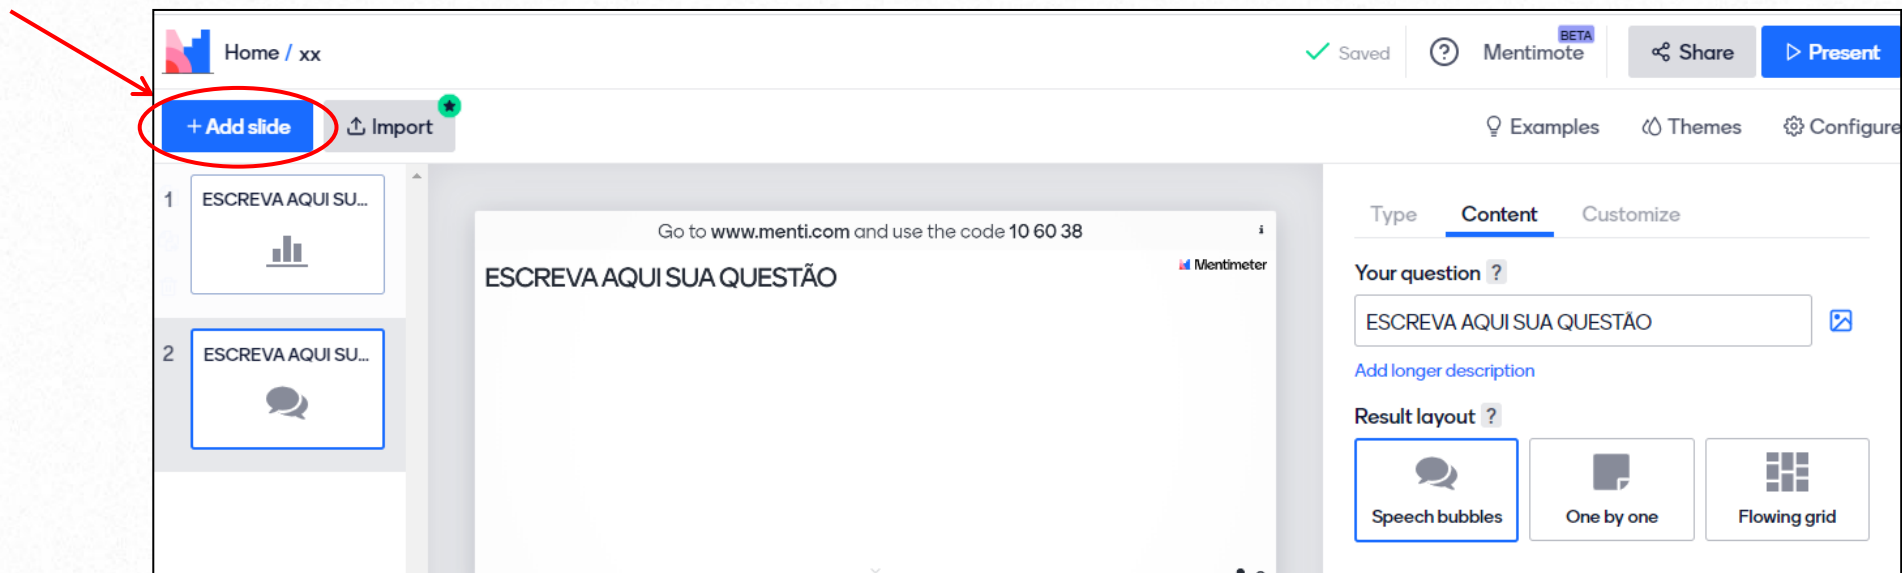 Home / xx
Saved
?
Mentimote
BETA
Share
Present
+ Add slide
Import
Examples
Themes
Configure
1
ESCREVA AQUI SU...
2
ESCREVA AQUI SU...
Go to www.menti.com and use the code 10 60 38
i
ESCREVA AQUI SUA QUESTÃO
Mentimeter
Type Content Customize
Your question ?
ESCREVA AQUI SUA QUESTÃO
Add longer description
Result layout ?
Speech bubbles
One by one
Flowing grid